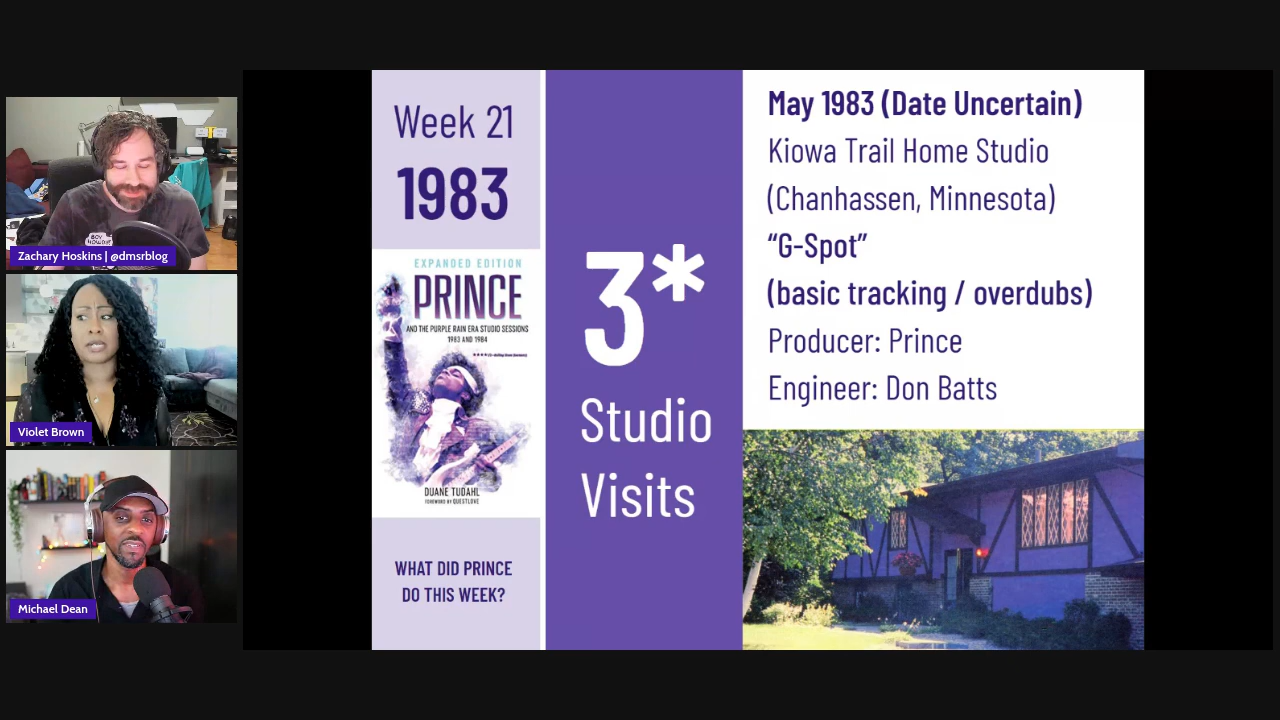 Zachary Hoskins | @dmsrblog
Violet Brown
Michael Dean
Week 21
1983
EXPANDED EDITION
PRINCE
AND THE PURPLE RAIN ERA STUDIO SESSIONS
1983 AND 1984
DUANE TUDAHL
FOREWORD BY QUESTLOVE
WHAT DID PRINCE
DO THIS WEEK?
3*
Studio
Visits
May 1983 (Date Uncertain)
Kiowa Trail Home Studio
(Chanhassen, Minnesota)
“G-Spot”
(basic tracking / overdubs)
Producer: Prince
Engineer: Don Batts